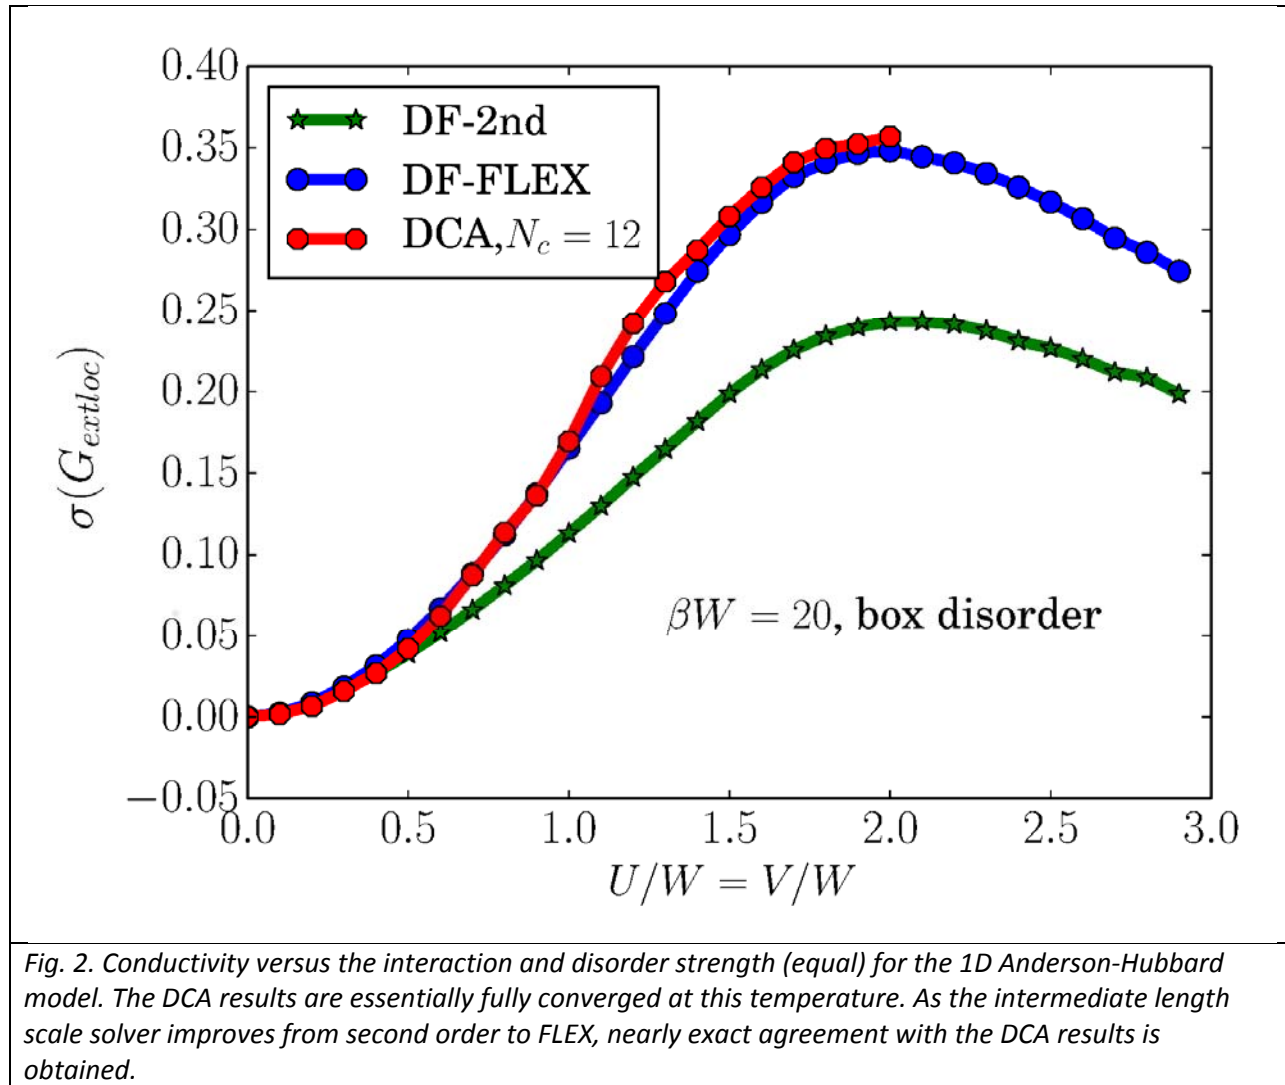 0.40
0.35
0.30
0.25
0.20
0.15
0.10
0.05
0.00
−0.05
σ(G_{extloc})
DF-2nd
DF-FLEX
DCA, N_c = 12
βW = 20, box disorder
0.0 0.5 1.0 1.5 2.0 2.5 3.0
U/W = V/W
Fig. 2. Conductivity versus the interaction and disorder strength (equal) for the 1D Anderson-Hubbard
model. The DCA results are essentially fully converged at this temperature. As the intermediate length
scale solver improves from second order to FLEX, nearly exact agreement with the DCA results is
obtained.